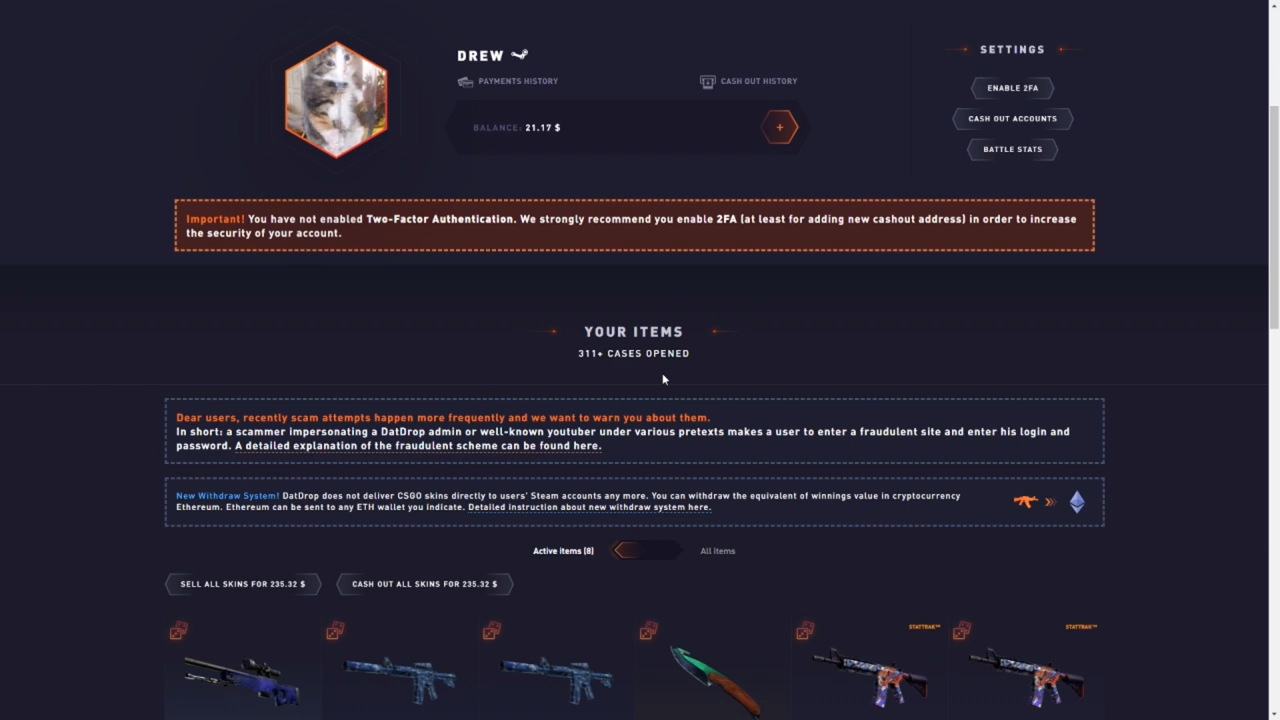 DREW
SETTINGS
PAYMENTS HISTORY
CASH OUT HISTORY
ENABLE 2FA
BALANCE: 21.17 $
+
CASH OUT ACCOUNTS
BATTLE STATS
Important! You have not enabled Two-Factor Authentication. We strongly recommend you enable 2FA (at least for adding new cashout address) in order to increase
the security of your account.
YOUR ITEMS
311+ CASES OPENED
Dear users, recently scam attempts happen more frequently and we want to warn you about them.
In short: a scammer impersonating a DatDrop admin or well-known youtuber under various pretexts makes a user to enter a fraudulent site and enter his login and
password. A detailed explanation of the fraudulent scheme can be found here.
New Withdraw System! DatDrop does not deliver CSGO skins directly to users' Steam accounts any more. You can withdraw the equivalent of winnings value in cryptocurrency
Ethereum. Ethereum can be sent to any ETH wallet you indicate. Detailed instruction about new withdraw system here.
Active items (8)
All items
SELL ALL SKINS FOR 235.32 $
CASH OUT ALL SKINS FOR 235.32 $
STATTRAK™
STATTRAK™